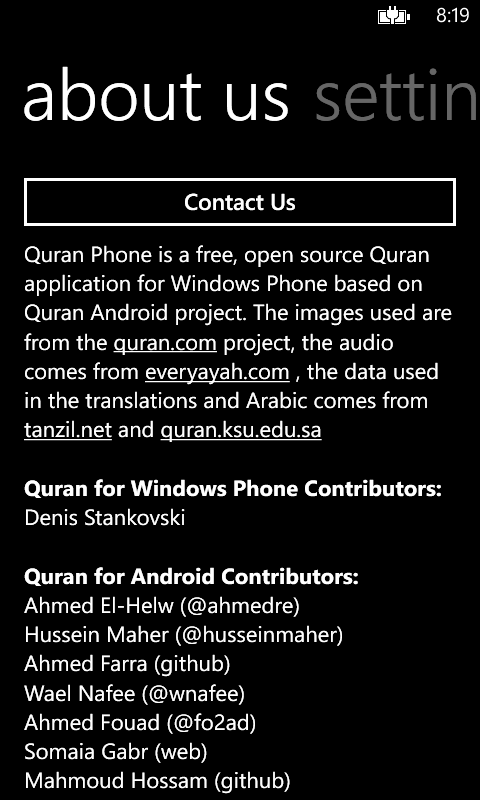 8:19
about us settin
Contact Us
Quran Phone is a free, open source Quran
application for Windows Phone based on
Quran Android project. The images used are
from the quran.com project, the audio
comes from everyayah.com , the data used
in the translations and Arabic comes from
tanzil.net and quran.ksu.edu.sa
Quran for Windows Phone Contributors:
Denis Stankovski
Quran for Android Contributors:
Ahmed El-Helw (@ahmedre)
Hussein Maher (@husseinmaher)
Ahmed Farra (github)
Wael Nafee (@wnafee)
Ahmed Fouad (@fo2ad)
Somaia Gabr (web)
Mahmoud Hossam (github)